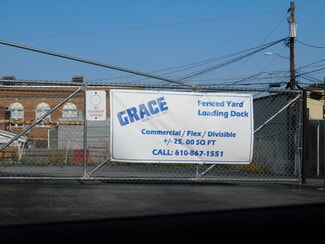 GRACE
Fenced Yard
Loading Dock
Commercial / Flex / Divisible
+/- 25, 00 SQ FT
CALL: 610-867-1551